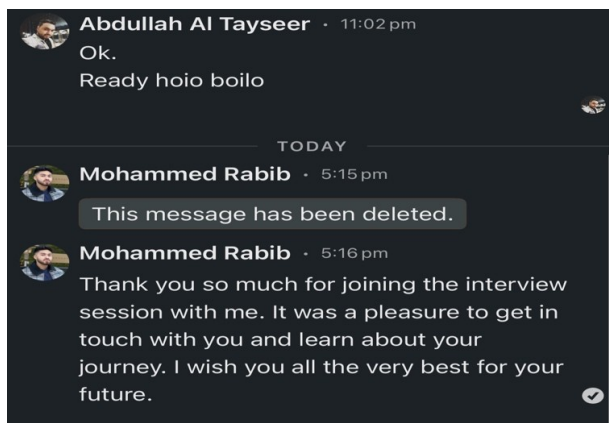 Abdullah Al Tayseer · 11:02 pm
Ok.
Ready hoio boilo
TODAY
Mohammed Rabib · 5:15 pm
This message has been deleted.
Mohammed Rabib · 5:16 pm
Thank you so much for joining the interview
session with me. It was a pleasure to get in
touch with you and learn about your
journey. I wish you all the very best for your
future.